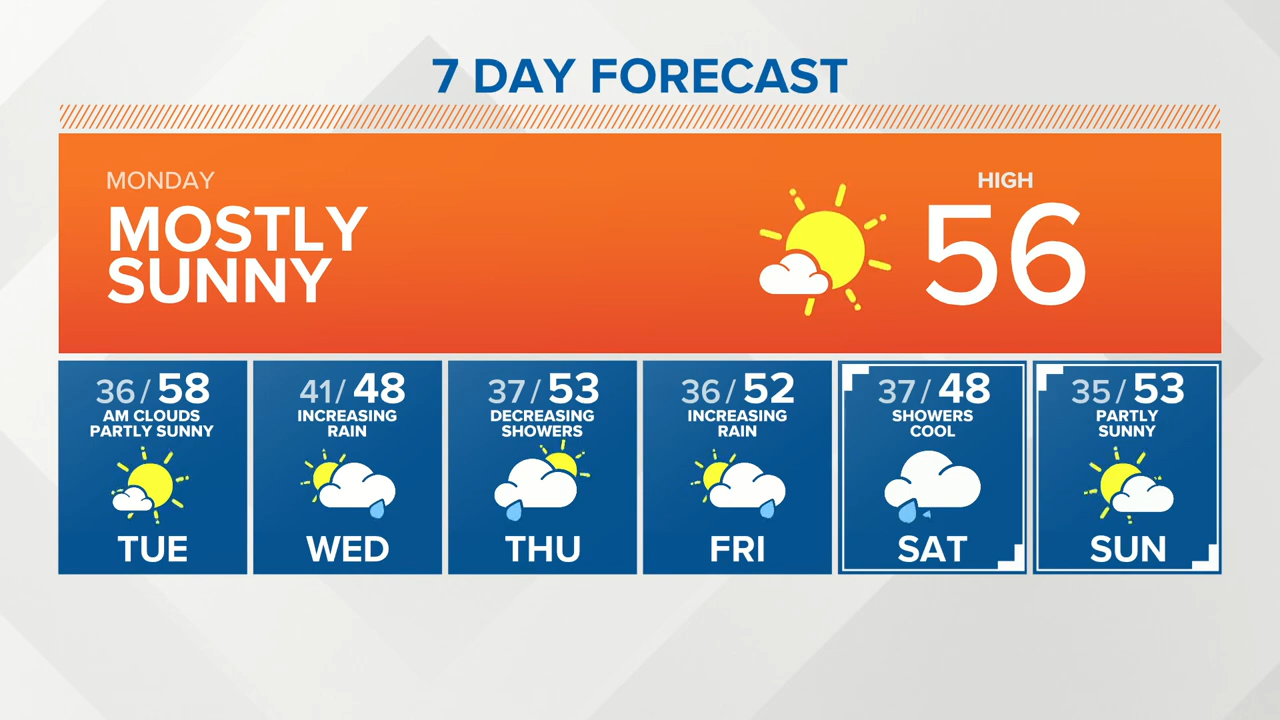 7 DAY FORECAST
MONDAY
MOSTLY
SUNNY
HIGH
56
36 / 58
AM CLOUDS
PARTLY SUNNY
TUE
41 / 48
INCREASING
RAIN
WED
37 / 53
DECREASING
SHOWERS
THU
36 / 52
INCREASING
RAIN
FRI
37 / 48
SHOWERS
COOL
SAT
35 / 53
PARTLY
SUNNY
SUN